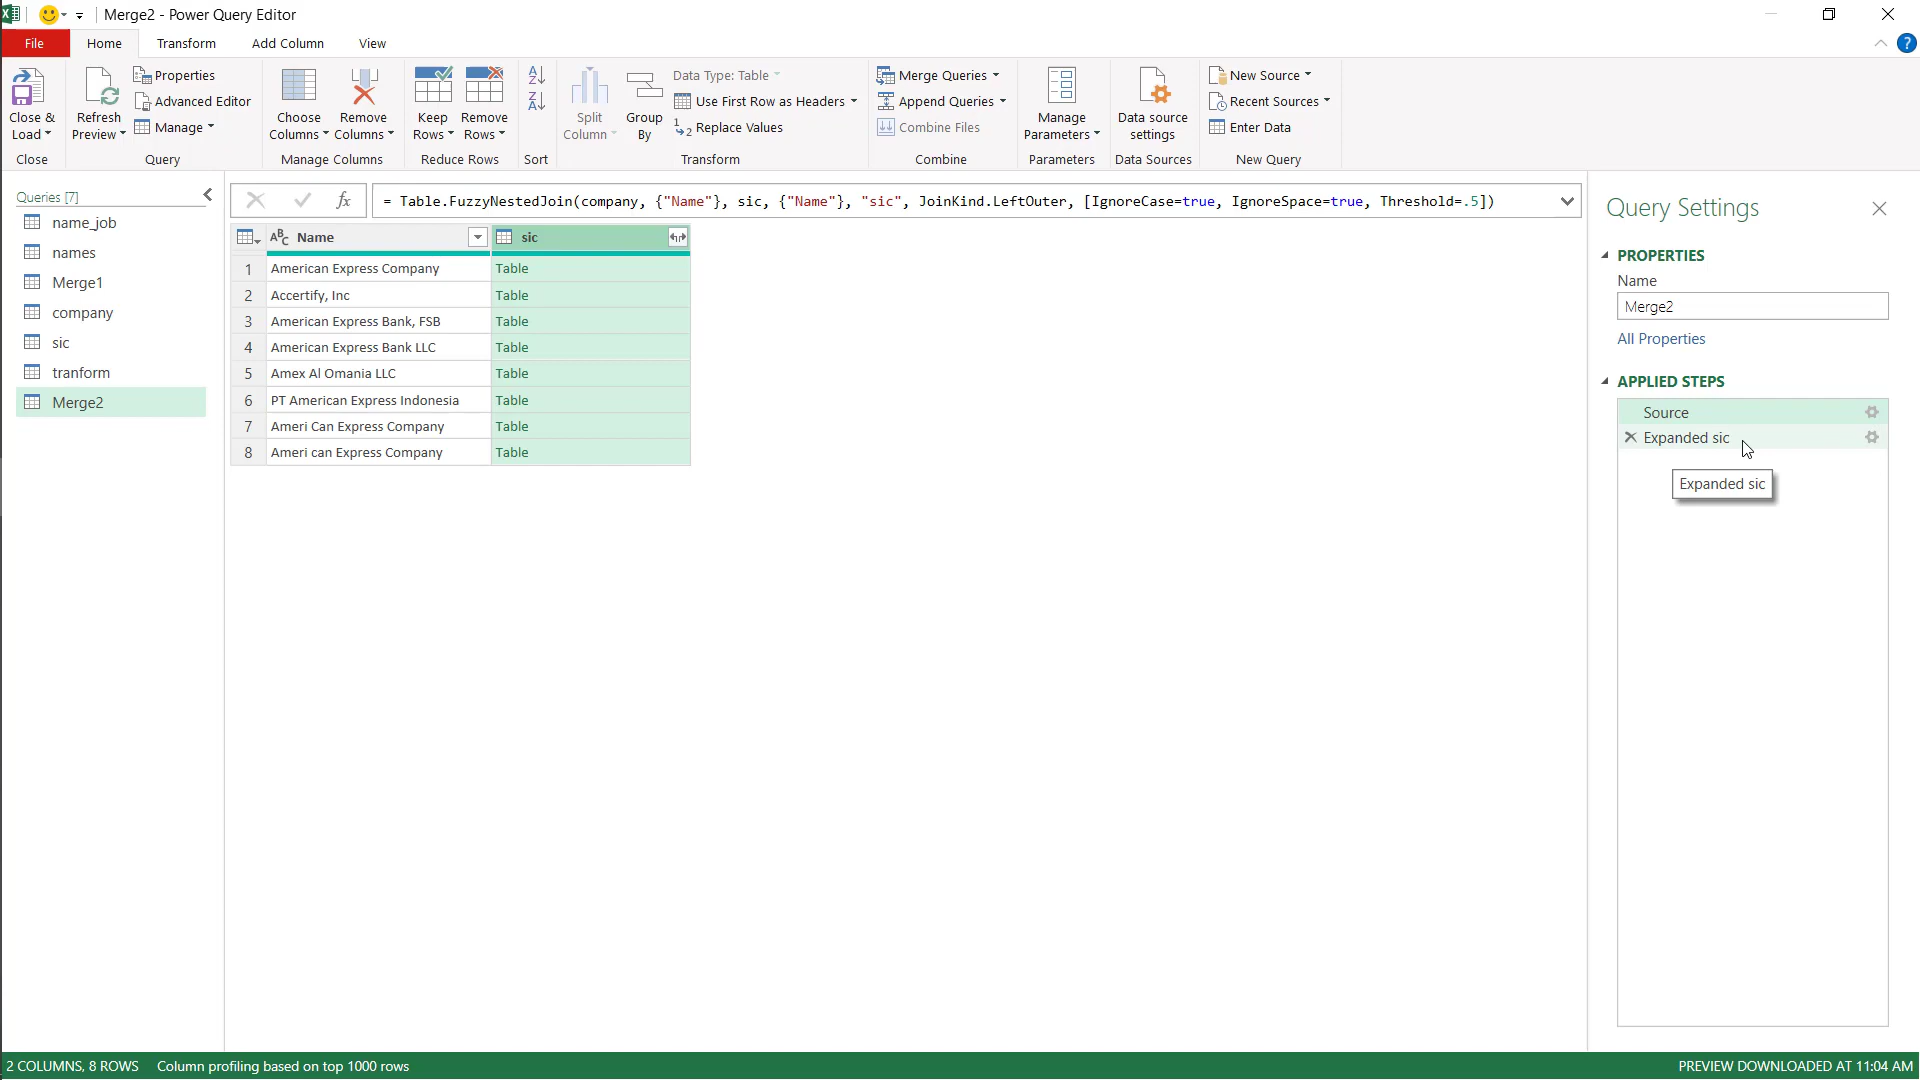 Merge2 - Power Query Editor
File Home Transform Add Column View
?
Close & Load
Close
Refresh Preview
Properties
Advanced Editor
Manage
Query
Choose Columns
Remove Columns
Manage Columns
Keep Rows
Remove Rows
Reduce Rows
A Z
Z A
Sort
Split Column
Group By
Data Type: Table
Use First Row as Headers
1 2 Replace Values
Transform
Merge Queries
Append Queries
Combine Files
Combine
Manage Parameters
Parameters
Data source settings
Data Sources
New Source
Recent Sources
Enter Data
New Query
Queries [7]
name_job
names
Merge1
company
sic
tranform
Merge2
fx
= Table.FuzzyNestedJoin(company, {"Name"}, sic, {"Name"}, "sic", JoinKind.LeftOuter, [IgnoreCase=true, IgnoreSpace=true, Threshold=.5])
ABC Name sic
1 American Express Company Table
2 Accertify, Inc Table
3 American Express Bank, FSB Table
4 American Express Bank LLC Table
5 Amex Al Omania LLC Table
6 PT American Express Indonesia Table
7 Ameri Can Express Company Table
8 Ameri can Express Company Table
Query Settings
PROPERTIES
Name
Merge2
All Properties
APPLIED STEPS
Source
Expanded sic
Expanded sic
2 COLUMNS, 8 ROWS Column profiling based on top 1000 rows
PREVIEW DOWNLOADED AT 11:04 AM